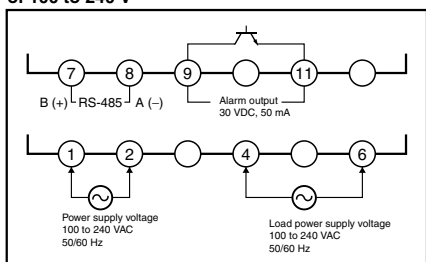 of 100 to 240 V
7 8 9 11
B (+) RS-485 A (−) Alarm output
30 VDC, 50 mA
1 2 4 6
Power supply voltage
100 to 240 VAC
50/60 Hz
Load power supply voltage
100 to 240 VAC
50/60 Hz